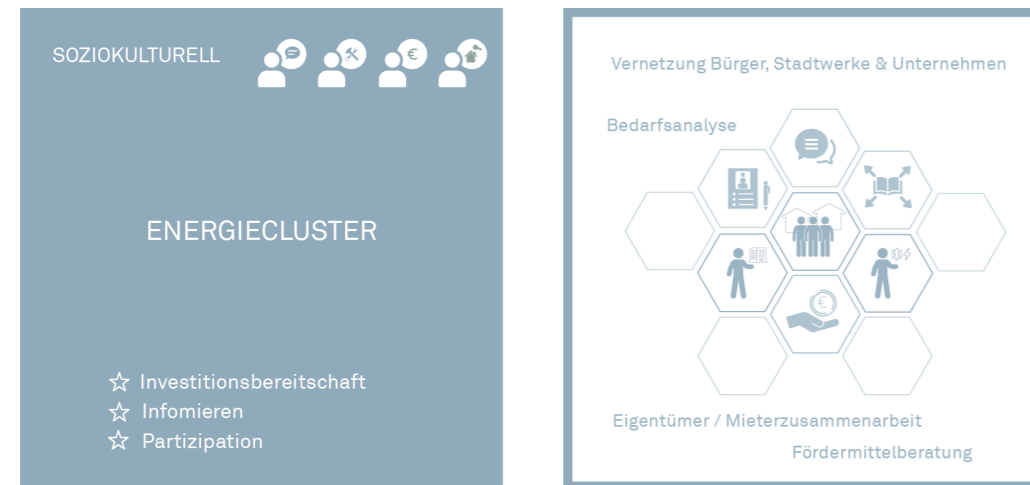 SOZIOKULTURELL
€
ENERGIECLUSTER
Investitionsbereitschaft
Infomieren
Partizipation
Vernetzung Bürger, Stadtwerke & Unternehmen
Bedarfsanalyse
€
Eigentümer / Mieterzusammenarbeit
Fördermittelberatung